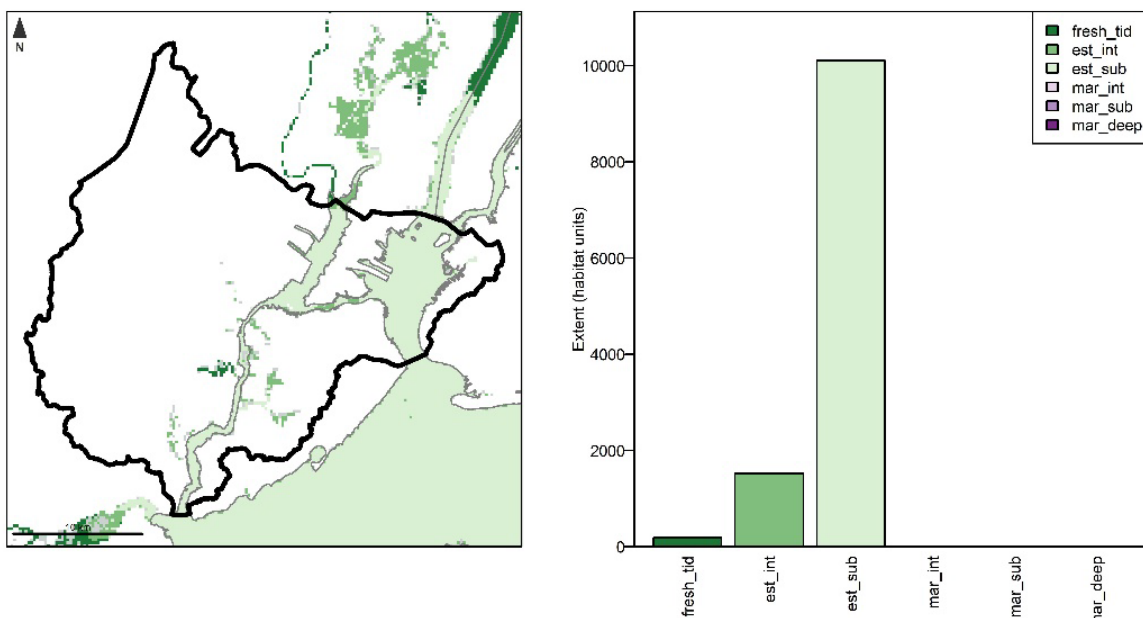 N
fresh_tid
est_int
est_sub
mar_int
mar_sub
mar_deep
Extent (habitat units)
10000
8000
6000
4000
2000
0
fresh_tid
est_int
est_sub
mar_int
mar_sub
mar_deep